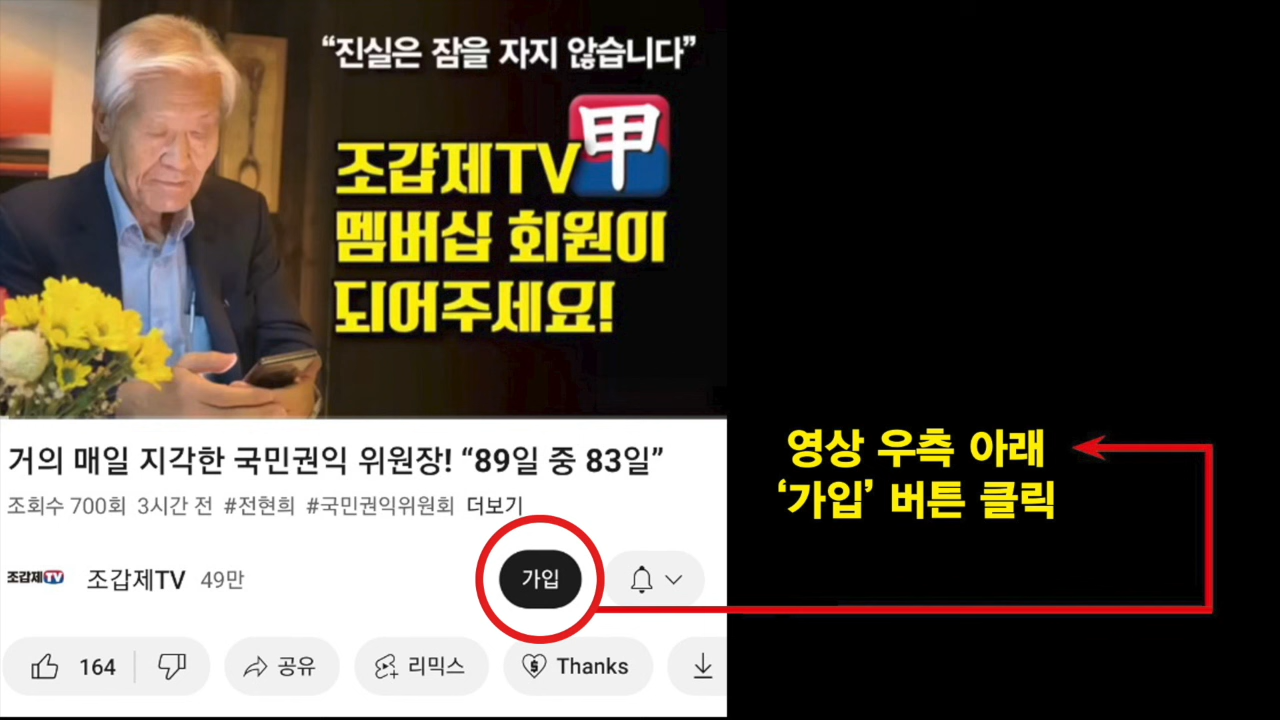 “진실은 잠을 자지 않습니다”
조갑제TV 甲
멤버십 회원이
되어주세요!
거의 매일 지각한 국민권익 위원장! “89일 중 83일”
조회수 700회 3시간 전 #전현희 #국민권익위원회 더보기
조갑제TV 조갑제TV 49만 가입
164 공유 리믹스 Thanks
영상 우측 아래
‘가입’ 버튼 클릭